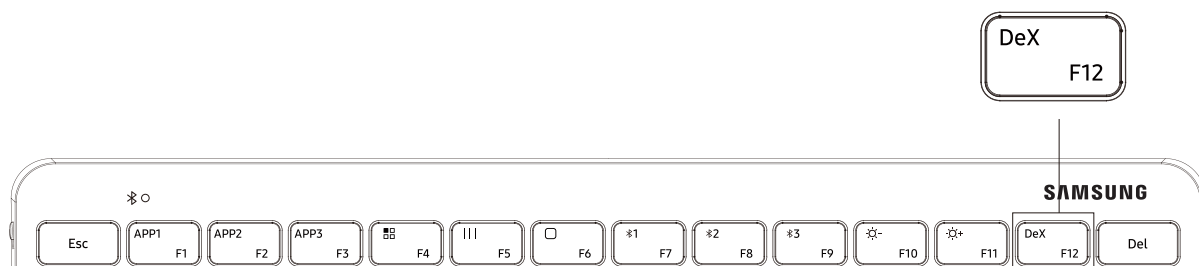 DeX
F12
SAMSUNG
Esc
APP1
F1
APP2
F2
APP3
F3
F4
F5
F6
1
F7
2
F8
3
F9
-
F10
+
F11
DeX
F12
Del